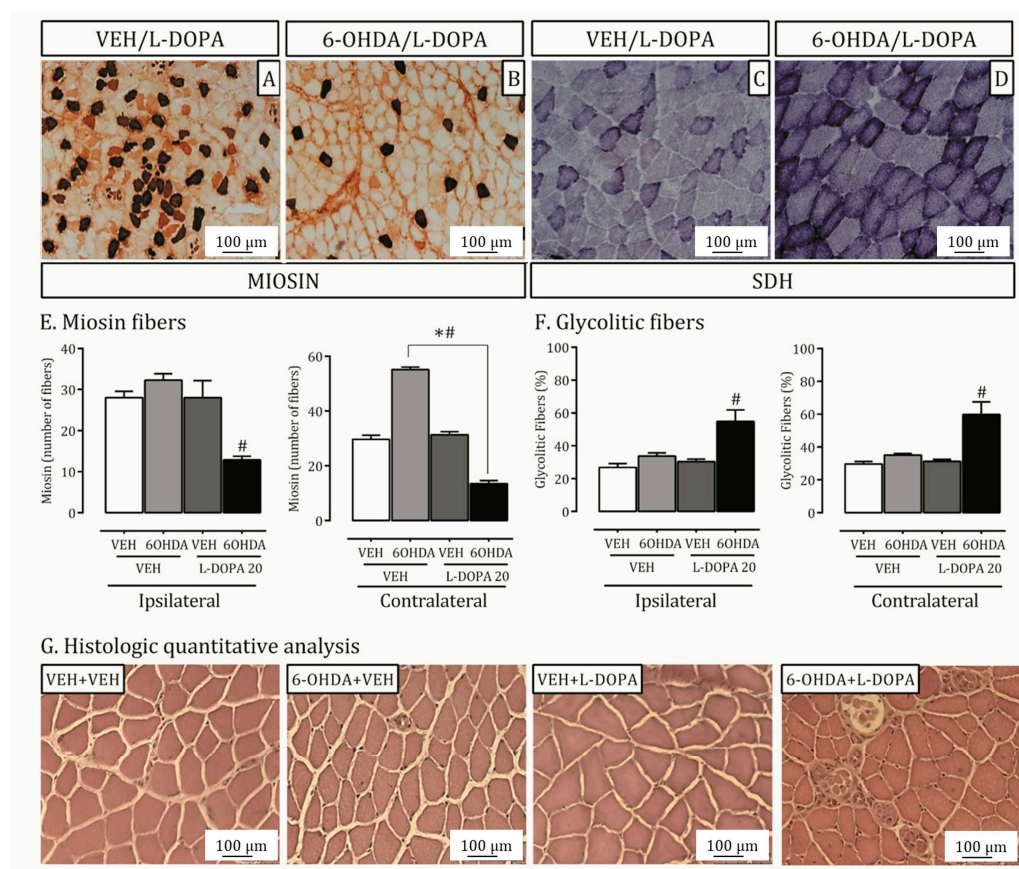 VEH/L-DOPA
6-OHDA/L-DOPA
VEH/L-DOPA
6-OHDA/L-DOPA
A
B
C
D
100 µm
100 µm
100 µm
100 µm
MIOSIN
SDH
E. Miosin fibers
F. Glycolitic fibers
Miosin (number of fibers)
40
30
20
10
0
#
VEH 6OHDA VEH 6OHDA
VEH L-DOPA 20
Ipsilateral
Miosin (number of fibers)
60
40
20
0
*#
VEH 6OHDA VEH 6OHDA
VEH L-DOPA 20
Contralateral
Glycolitic Fibers (%)
100
80
60
40
20
0
#
VEH 6OHDA VEH 6OHDA
VEH L-DOPA 20
Ipsilateral
Glycolitic Fibers (%)
100
80
60
40
20
0
#
VEH 6OHDA VEH 6OHDA
VEH L-DOPA 20
Contralateral
G. Histologic quantitative analysis
VEH+VEH
6-OHDA+VEH
VEH+L-DOPA
6-OHDA+L-DOPA
100 µm
100 µm
100 µm
100 µm